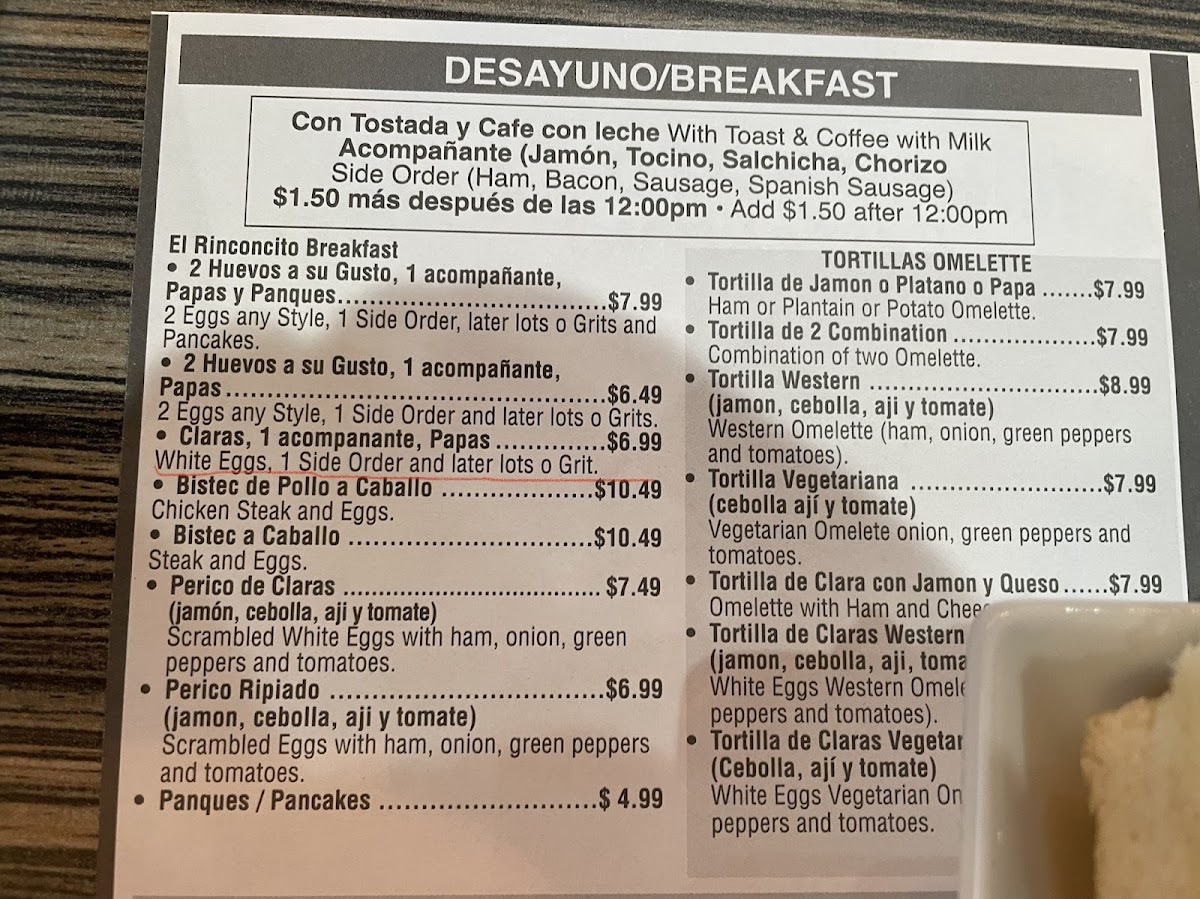 DESAYUNO/BREAKFAST
Con Tostada y Cafe con leche With Toast & Coffee with Milk
Acompañante (Jamón, Tocino, Salchicha, Chorizo
Side Order (Ham, Bacon, Sausage, Spanish Sausage)
$1.50 más después de las 12:00pm • Add $1.50 after 12:00pm
El Rinconcito Breakfast
• 2 Huevos a su Gusto, 1 acompañante,
Papas y Panques..............................$7.99
2 Eggs any Style, 1 Side Order, later lots o Grits and
Pancakes.
• 2 Huevos a su Gusto, 1 acompañante,
Papas..........................................$6.49
2 Eggs any Style, 1 Side Order and later lots o Grits.
• Claras, 1 acompanante, Papas ............$6.99
White Eggs, 1 Side Order and later lots o Grit.
• Bistec de Pollo a Caballo .................$10.49
Chicken Steak and Eggs.
• Bistec a Caballo ...........................$10.49
Steak and Eggs.
• Perico de Claras ............................. $7.49
(jamón, cebolla, aji y tomate)
Scrambled White Eggs with ham, onion, green
peppers and tomatoes.
• Perico Ripiado ...............................$6.99
(jamon, cebolla, aji y tomate)
Scrambled Eggs with ham, onion, green peppers
and tomatoes.
• Panques / Pancakes .........................$ 4.99
TORTILLAS OMELETTE
• Tortilla de Jamon o Platano o Papa .......$7.99
Ham or Plantain or Potato Omelette.
• Tortilla de 2 Combination ..................$7.99
Combination of two Omelette.
• Tortilla Western .............................$8.99
(jamon, cebolla, aji y tomate)
Western Omelette (ham, onion, green peppers
and tomatoes).
• Tortilla Vegetariana ........................$7.99
(cebolla ají y tomate)
Vegetarian Omelete onion, green peppers and
tomatoes.
• Tortilla de Clara con Jamon y Queso......$7.99
Omelette with Ham and
• Tortilla de Claras Western
(jamon, cebolla, aji,
White Eggs Western
peppers and tomatoes).
• Tortilla de Claras
(Cebolla, ají y tomate)
White Eggs Vegetarian
peppers and tomatoes.